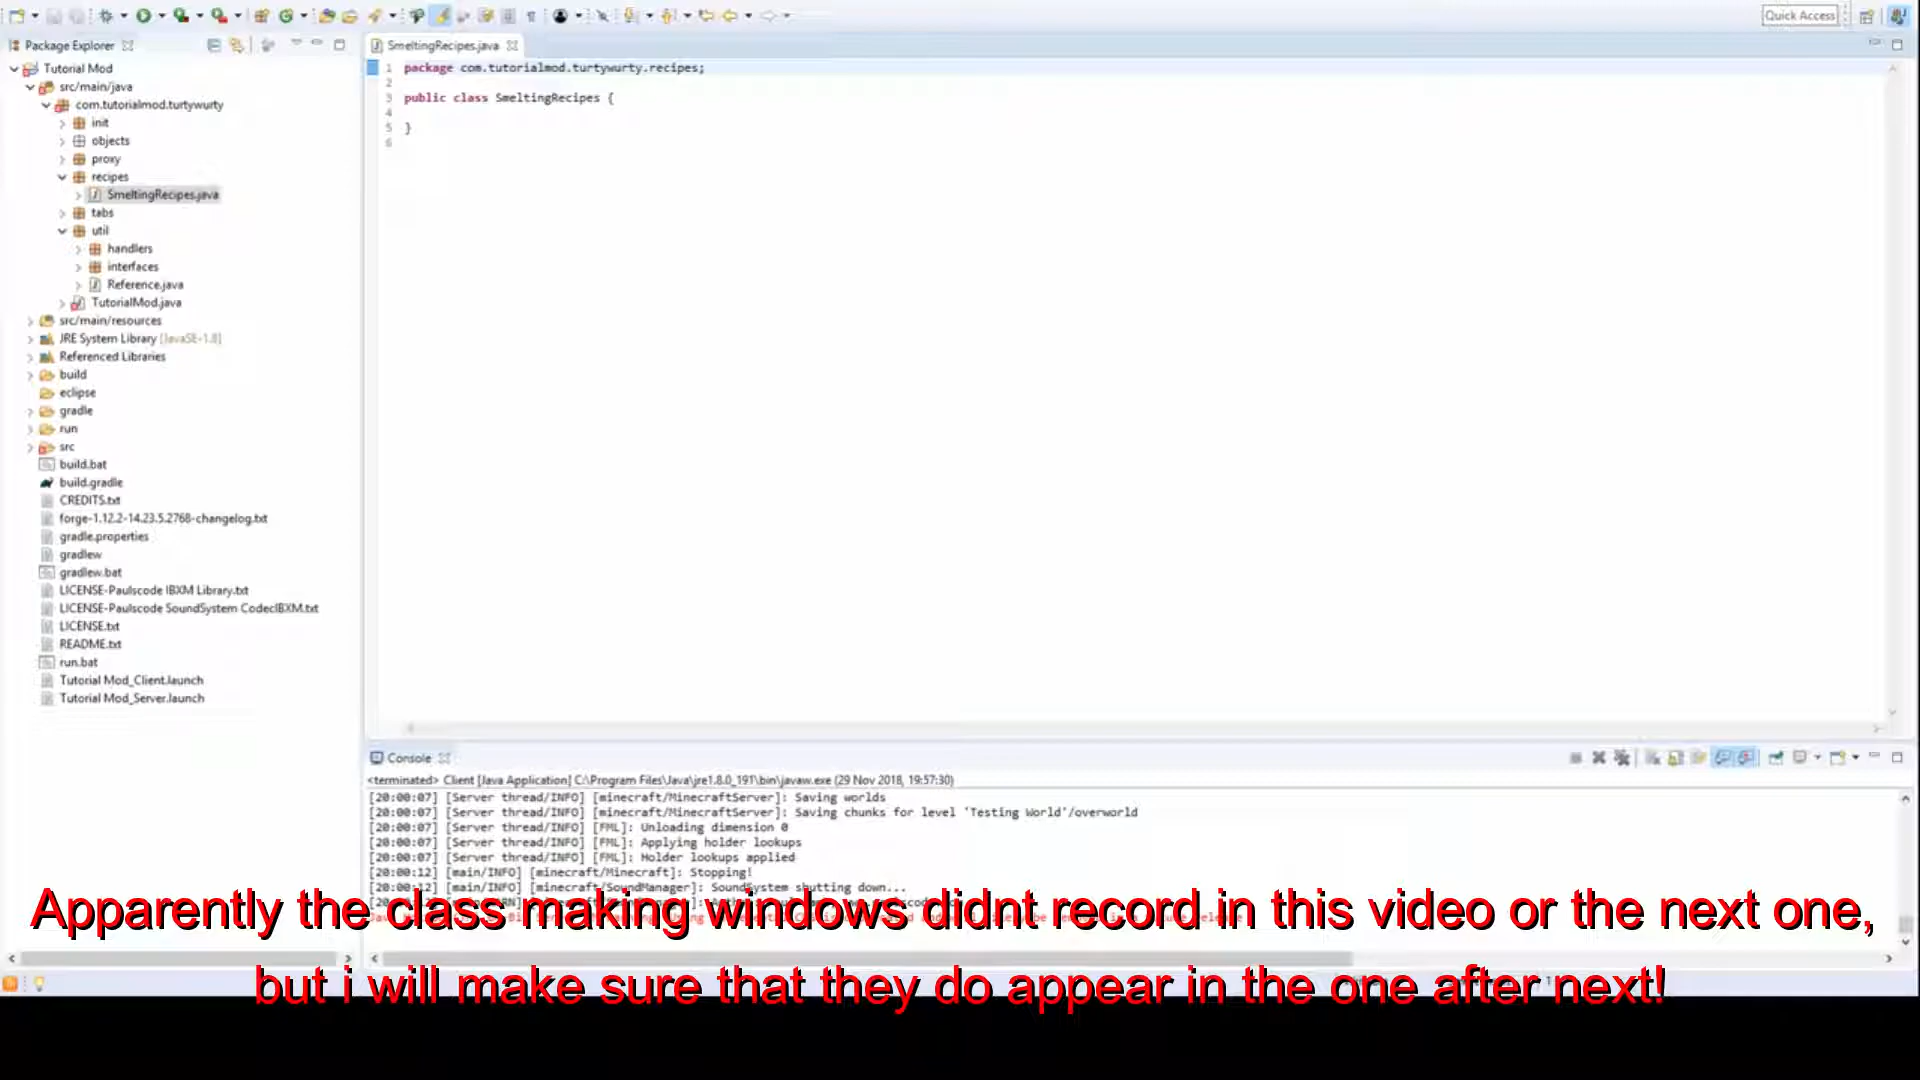 Quick Access
Package Explorer
SmeltingRecipes.java
Tutorial Mod
src/main/java
com.tutorialmod.turtywurty
init
objects
proxy
recipes
SmeltingRecipes.java
tabs
util
handlers
interfaces
Reference.java
TutorialMod.java
src/main/resources
JRE System Library [JavaSE-1.8]
Referenced Libraries
build
eclipse
gradle
run
src
build.bat
build.gradle
CREDITS.txt
forge-1.12.2-14.23.5.2768-changelog.txt
gradle.properties
gradlew
gradlew.bat
LICENSE-Paulscode IBXM Library.txt
LICENSE-Paulscode SoundSystem CodecIBXM.txt
LICENSE.txt
README.txt
run.bat
Tutorial Mod_Client.launch
Tutorial Mod_Server.launch
1 package com.tutorialmod.turtywurty.recipes;
2
3 public class SmeltingRecipes {
4
5 }
6
Console
<terminated> Client [Java Application] C:\Program Files\Java\jre1.8.0_191\bin\javaw.exe (29 Nov 2018, 19:57:30)
[20:00:07] [Server thread/INFO] [minecraft/MinecraftServer]: Saving worlds
[20:00:07] [Server thread/INFO] [minecraft/MinecraftServer]: Saving chunks for level 'Testing World'/overworld
[20:00:07] [Server thread/INFO] [FML]: Unloading dimension 0
[20:00:07] [Server thread/INFO] [FML]: Applying holder lookups
[20:00:07] [Server thread/INFO] [FML]: Holder lookups applied
[20:00:12] [main/INFO] [minecraft/Minecraft]: Stopping!
[20:00:12] [main/INFO] [minecraft/SoundManager]: SoundSystem shutting down...
Apparently the class making windows didnt record in this video or the next one,
but i will make sure that they do appear in the one after next!